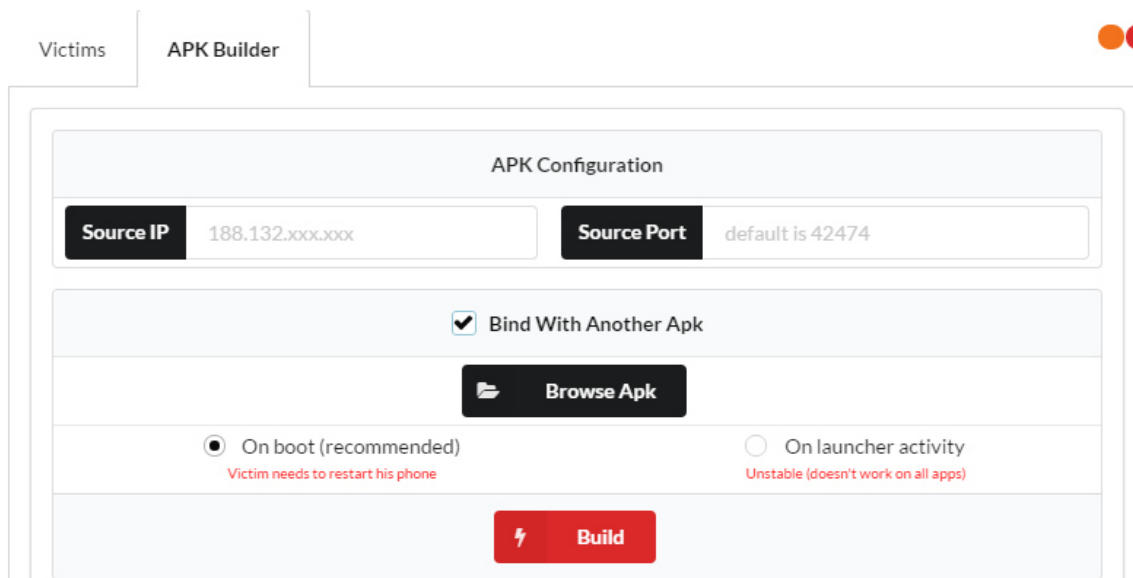 Victims APK Builder
APK Configuration
Source IP 188.132.xxx.xxx Source Port default is 42474
Bind With Another Apk
Browse Apk
On boot (recommended) On launcher activity
Victim needs to restart his phone Unstable (doesn't work on all apps)
Build